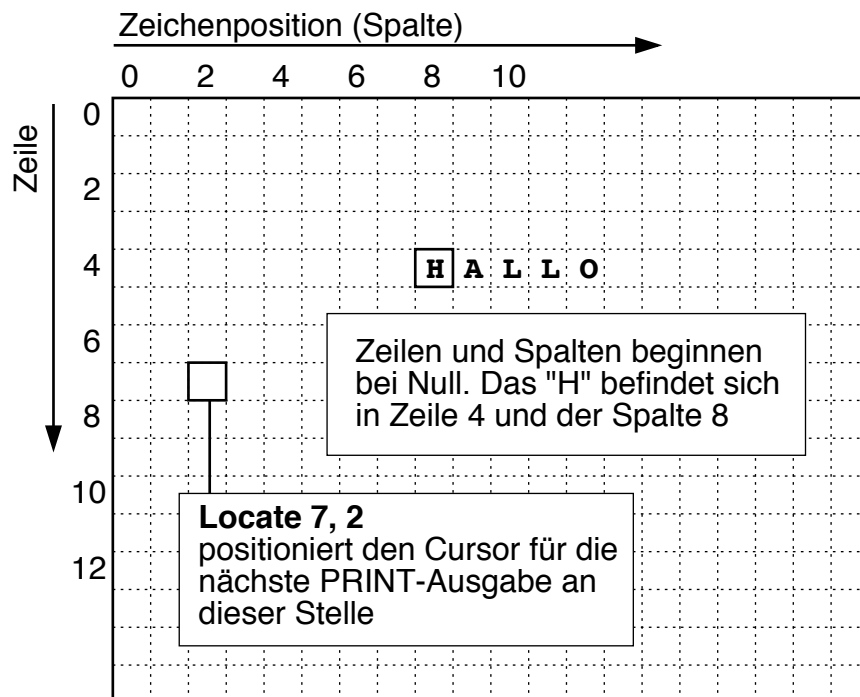 Zeichenposition (Spalte)
0 2 4 6 8 10
Zeile
0
2
4
H A L L O
6
Zeilen und Spalten beginnen
bei Null. Das "H" befindet sich
in Zeile 4 und der Spalte 8
8
10
Locate 7, 2
positioniert den Cursor für die
nächste PRINT-Ausgabe an
dieser Stelle
12